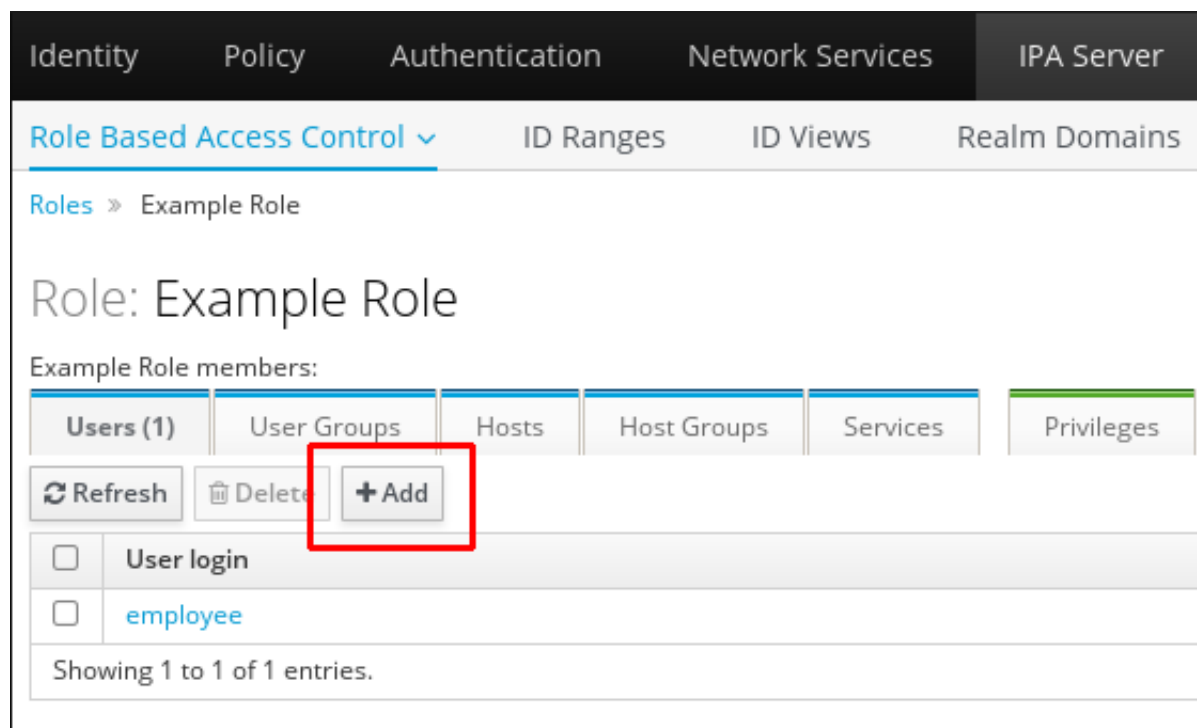 Identity Policy Authentication Network Services IPA Server
Role Based Access Control ID Ranges ID Views Realm Domains
Roles » Example Role
Role: Example Role
Example Role members:
Users (1) User Groups Hosts Host Groups Services Privileges
Refresh Delete + Add
User login
employee
Showing 1 to 1 of 1 entries.